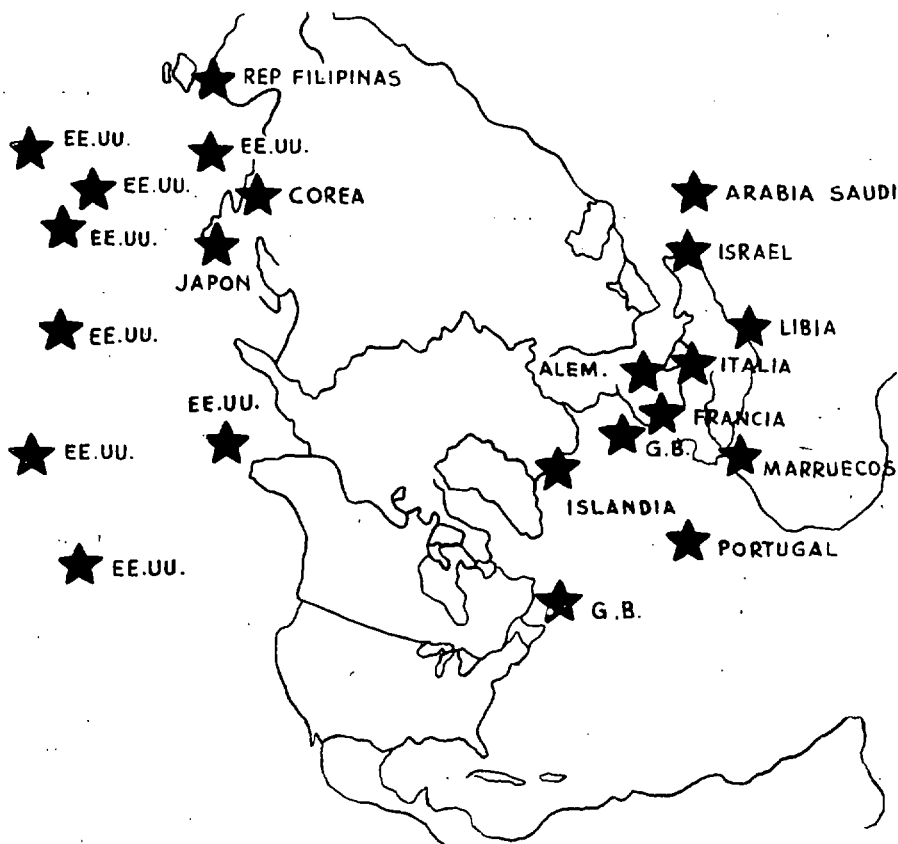 REP FILIPINAS
EE.UU.
EE.UU.
EE.UU.
COREA
ARABIA SAUDI
EE.UU.
ISRAEL
JAPON
EE.UU.
LIBIA
ALEM.
ITALIA
EE.UU.
FRANCIA
EE.UU.
G.B.
MARRUECOS
ISLANDIA
PORTUGAL
EE.UU.
G.B.